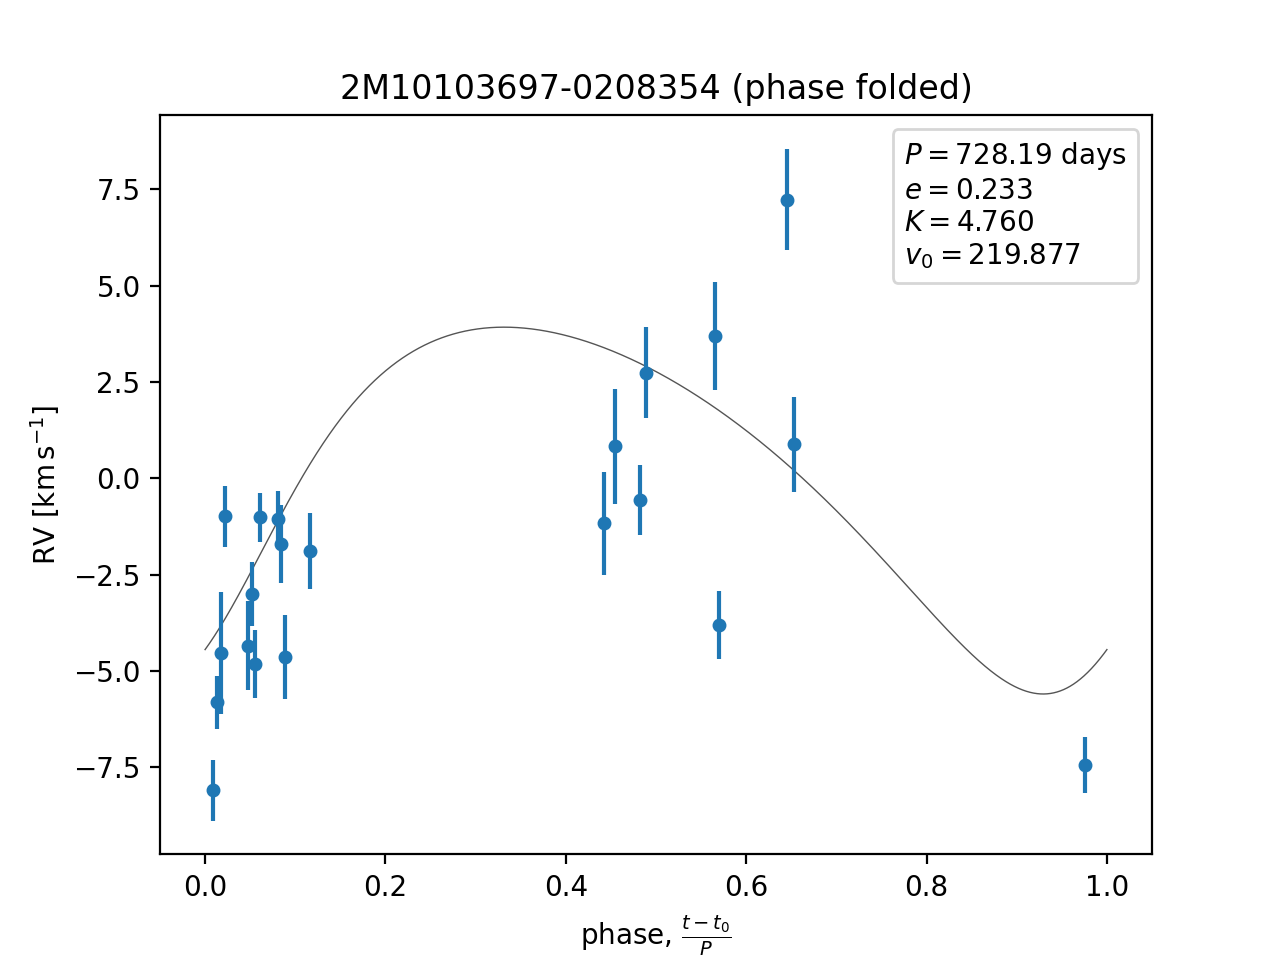 2M10103697-0208354 (phase folded)
P = 728.19 days
e = 0.233
K = 4.760
v₀ = 219.877
RV [km s⁻¹]
7.5
5.0
2.5
0.0
−2.5
−5.0
−7.5
0.0 0.2 0.4 0.6 0.8 1.0
phase, (t − t₀)/P